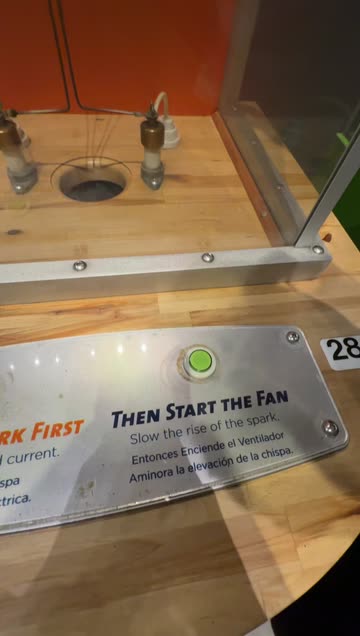 RK FIRST
current.
spa
trica.
THEN START THE FAN
Slow the rise of the spark.
Entonces Enciende el Ventilador
Aminora la elevación de la chispa.
28